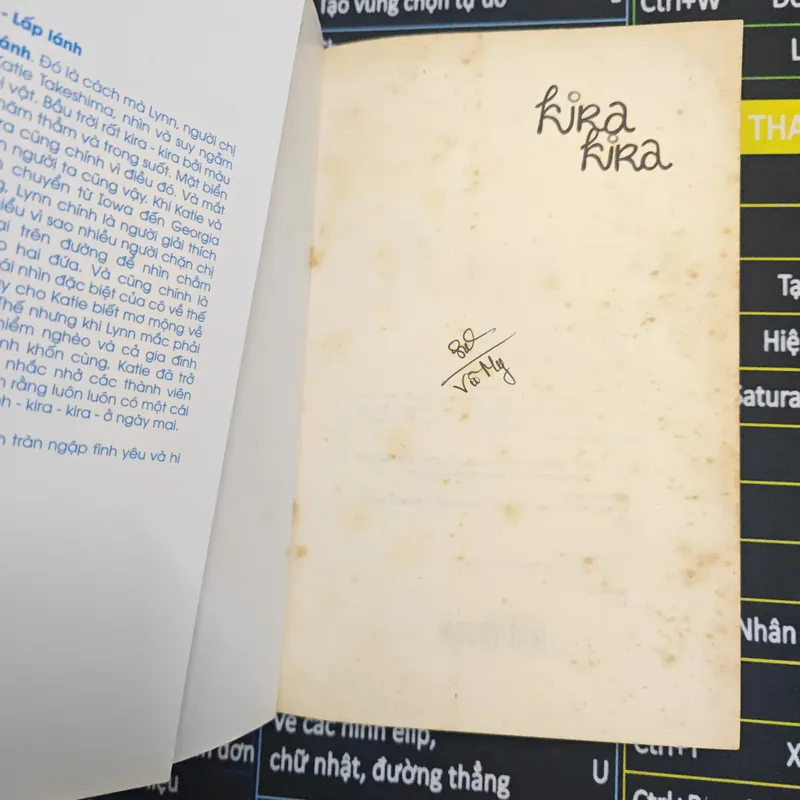 - Lấp lánh
ánh. Đó là cách mà Lynn, người chị
Katie Takeshima, nhìn và suy ngẫm
vật. Bầu trời rất kira - kira bởi màu
thăm thẳm và trong suốt. Mặt biển
ra cũng chính vì điều đó. Và mắt
người ta cũng vậy. Khi Katie và
chuyển từ Iowa đến Georgia
g, Lynn chính là người giải thích
iều vì sao nhiều người chặn chị
ại trên đường để nhìn chằm
hai đứa. Và cũng chính là
ái nhìn đặc biệt của cô về thế
y cho Katie biết mơ mộng về
Thế nhưng khi Lynn mắc phải
hiểm nghèo và cả gia đình
nh khốn cùng, Katie đã trở
nhắc nhở các thành viên
rằng luôn luôn có một cái
nh - kira - kira - ở ngày mai.
tràn ngập tình yêu và hi
kira
kira
Võ My
Tạo vùng chọn tự do
Ctrl+W
L
THA
Tạ
Hiệ
Satura
Nhân
X
Vẽ các hình elip,
chữ nhật, đường thẳng
U
đơn
iệu